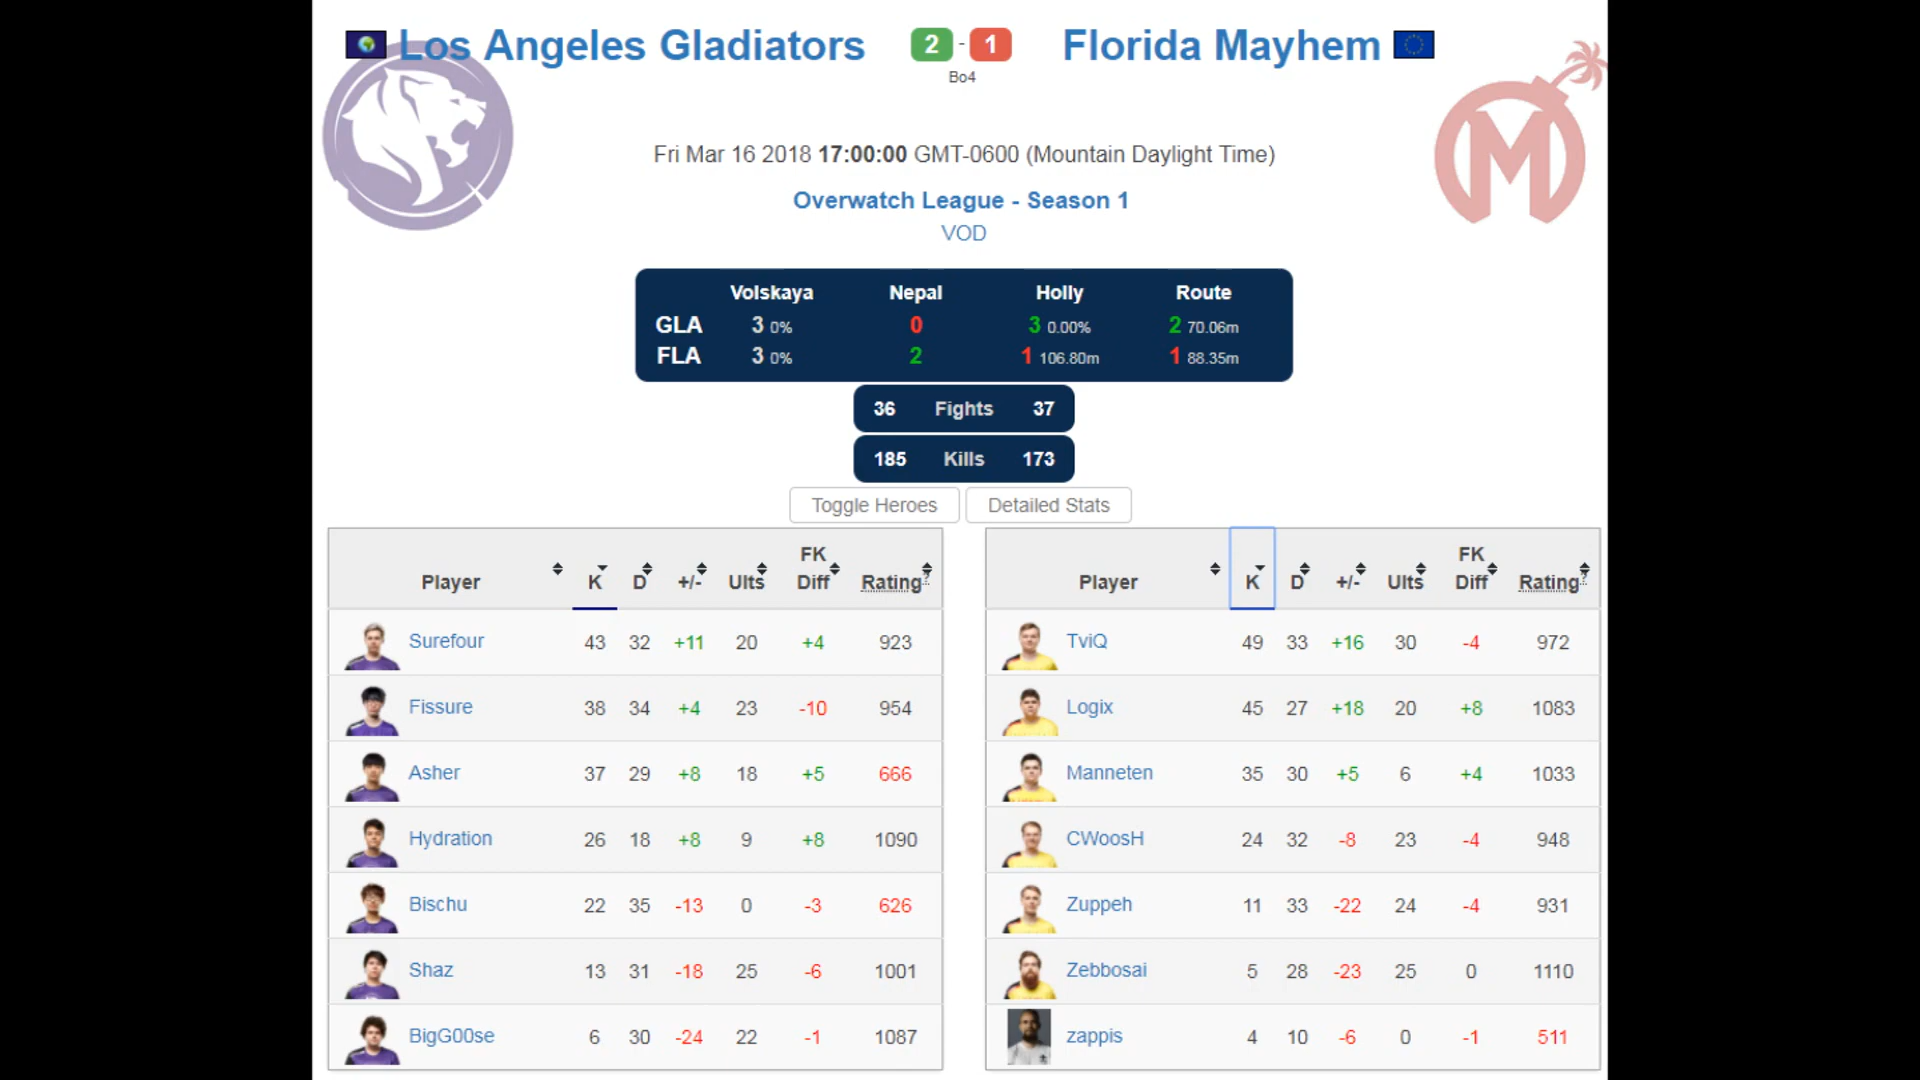 Los Angeles Gladiators 2 - 1 Florida Mayhem
Bo4
M
Fri Mar 16 2018 17:00:00 GMT-0600 (Mountain Daylight Time)
Overwatch League - Season 1
VOD
Volskaya Nepal Holly Route
GLA 3 0% 0 3 0.00% 2 70.06m
FLA 3 0% 2 1 106.80m 1 88.35m
36 Fights 37
185 Kills 173
Toggle Heroes Detailed Stats
Player K D +/- Ults FK Diff Rating?
Surefour 43 32 +11 20 +4 923
Fissure 38 34 +4 23 -10 954
Asher 37 29 +8 18 +5 666
Hydration 26 18 +8 9 +8 1090
Bischu 22 35 -13 0 -3 626
Shaz 13 31 -18 25 -6 1001
BigG00se 6 30 -24 22 -1 1087
Player K D +/- Ults FK Diff Rating?
TviQ 49 33 +16 30 -4 972
Logix 45 27 +18 20 +8 1083
Manneten 35 30 +5 6 +4 1033
CWoosH 24 32 -8 23 -4 948
Zuppeh 11 33 -22 24 -4 931
Zebbosai 5 28 -23 25 0 1110
zappis 4 10 -6 0 -1 511